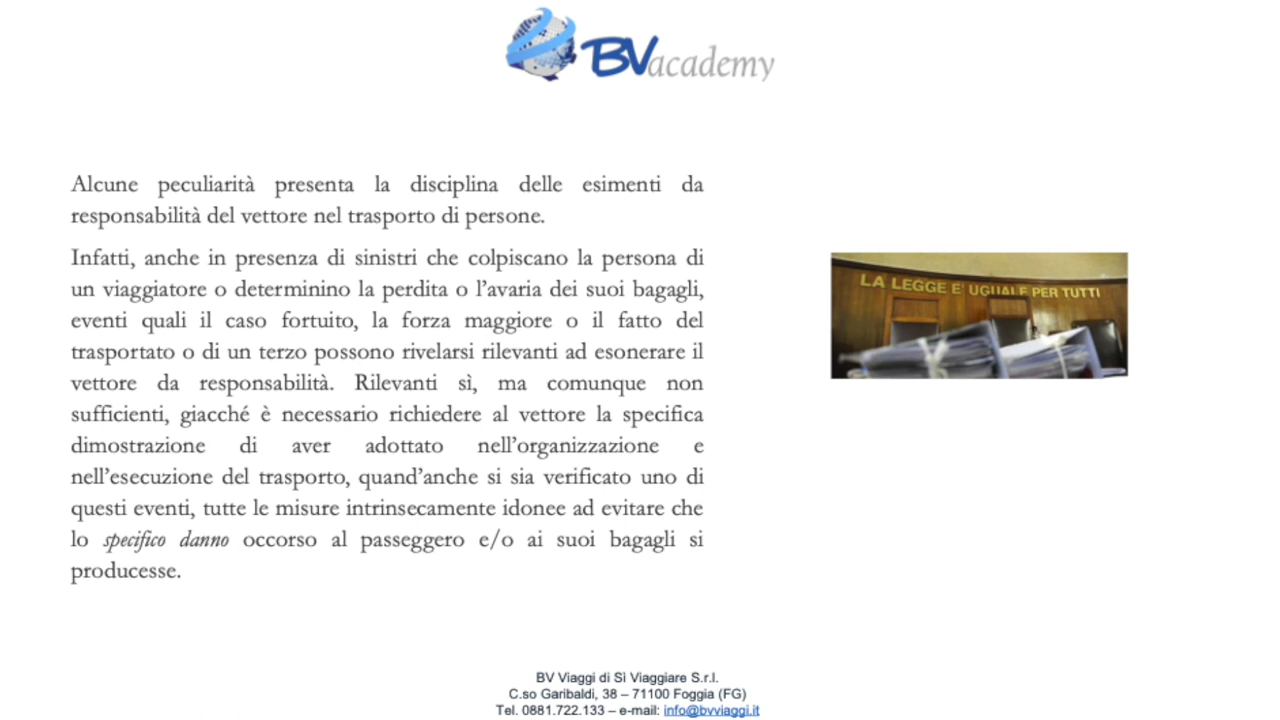 BVacademy
Alcune peculiarità presenta la disciplina delle esimenti da
responsabilità del vettore nel trasporto di persone.
Infatti, anche in presenza di sinistri che colpiscano la persona di
un viaggiatore o determinino la perdita o l’avaria dei suoi bagagli,
eventi quali il caso fortuito, la forza maggiore o il fatto del
trasportato o di un terzo possono rivelarsi rilevanti ad esonerare il
vettore da responsabilità. Rilevanti sì, ma comunque non
sufficienti, giacché è necessario richiedere al vettore la specifica
dimostrazione di aver adottato nell’organizzazione e
nell’esecuzione del trasporto, quand’anche si sia verificato uno di
questi eventi, tutte le misure intrinsecamente idonee ad evitare che
lo specifico danno occorso al passeggero e/o ai suoi bagagli si
producesse.
LA LEGGE E' UGUALE PER TUTTI
BV Viaggi di Sì Viaggiare S.r.l.
C.so Garibaldi, 38 – 71100 Foggia (FG)
Tel. 0881.722.133 – e-mail: info@bvviaggi.it